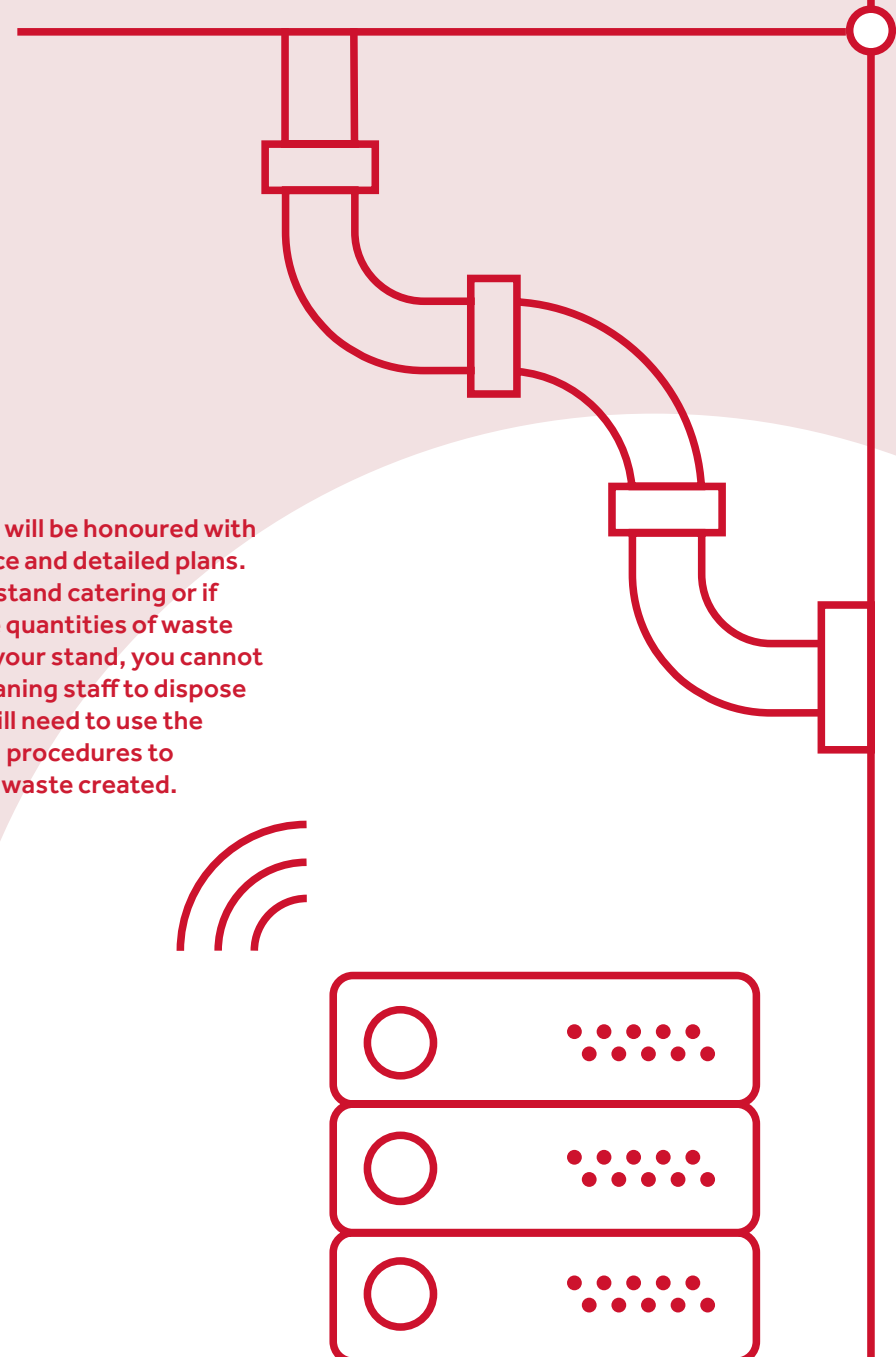 will be honoured with
ce and detailed plans.
stand catering or if
quantities of waste
your stand, you cannot
aning staff to dispose
ill need to use the
procedures to
waste created.